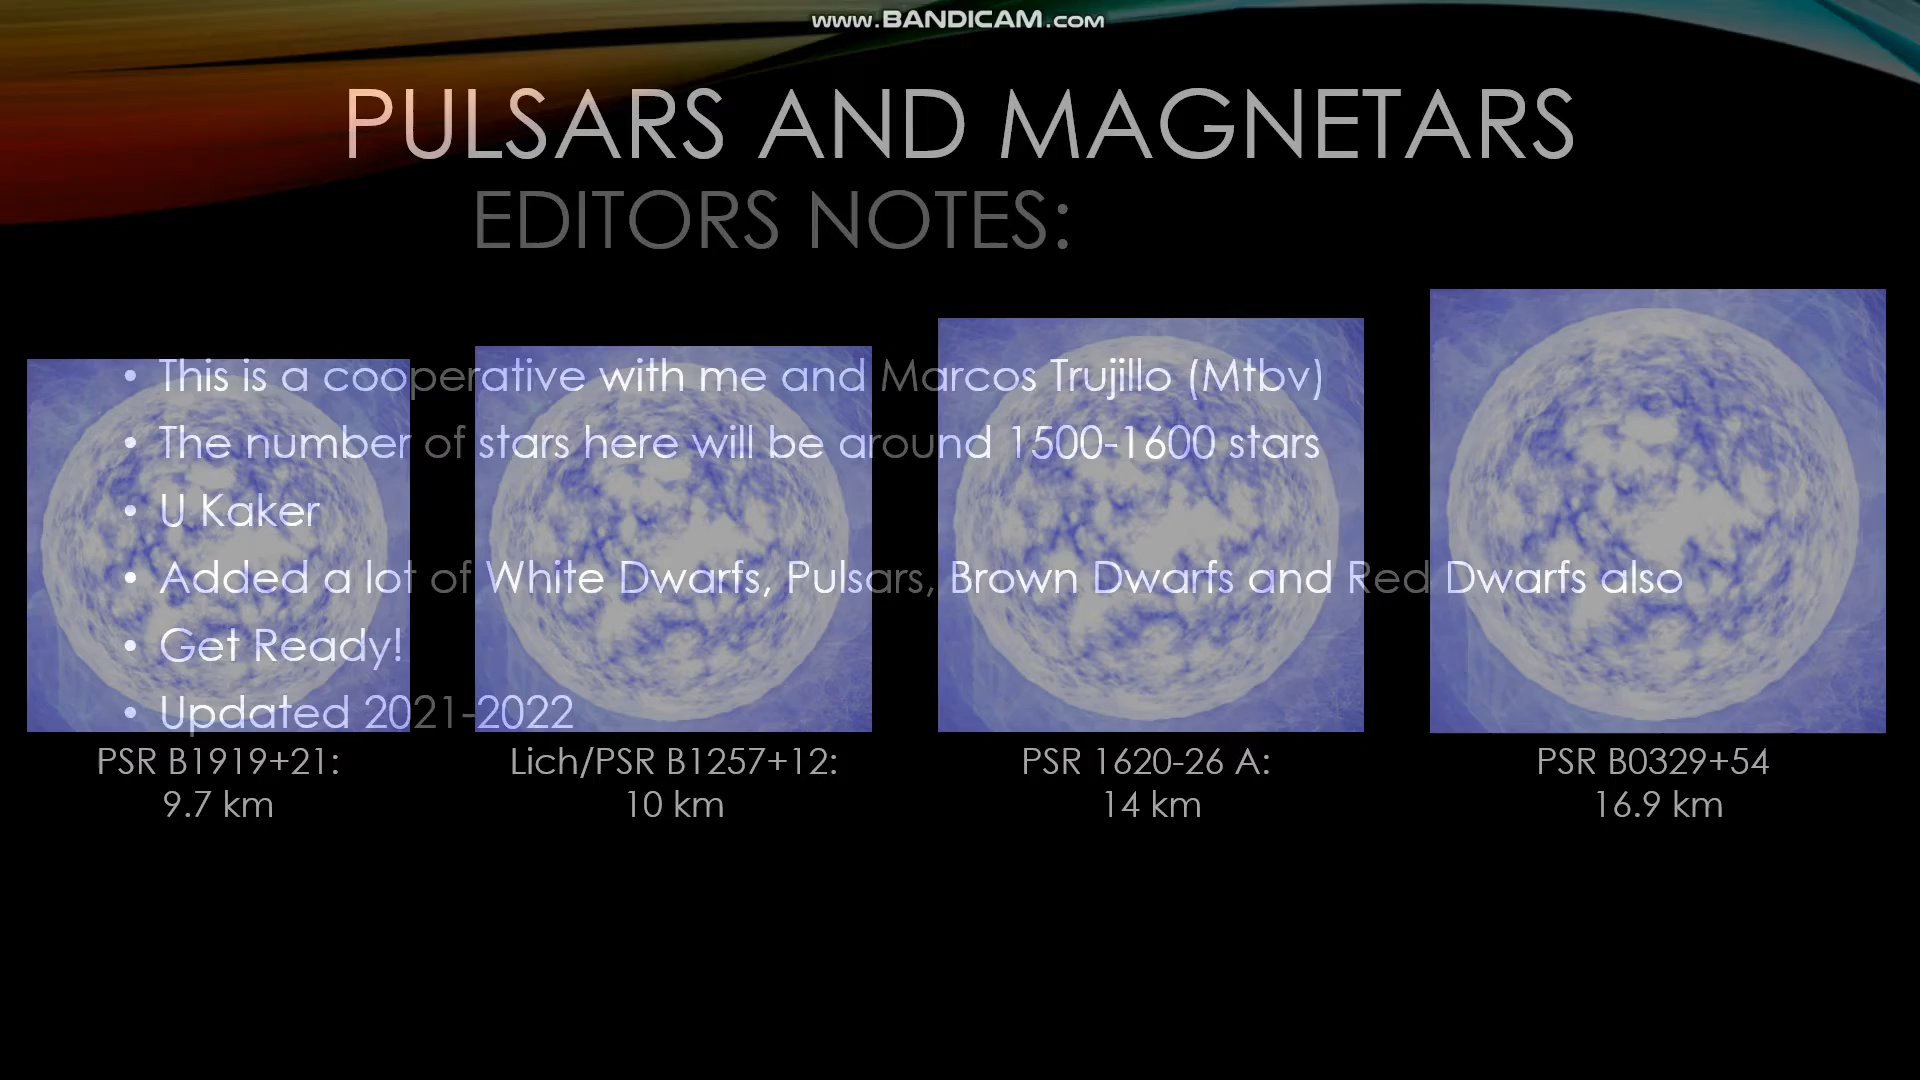 www.BANDICAM.com
PULSARS AND MAGNETARS
EDITORS NOTES:
• This is a cooperative with me and Marcos Trujillo (Mtbv)
• The number of stars here will be around 1500-1600 stars
• U Kaker
• Added a lot of White Dwarfs, Pulsars, Brown Dwarfs and Red Dwarfs also
• Get Ready!
• Updated 2021-2022
PSR B1919+21:
9.7 km
Lich/PSR B1257+12:
10 km
PSR 1620-26 A:
14 km
PSR B0329+54
16.9 km